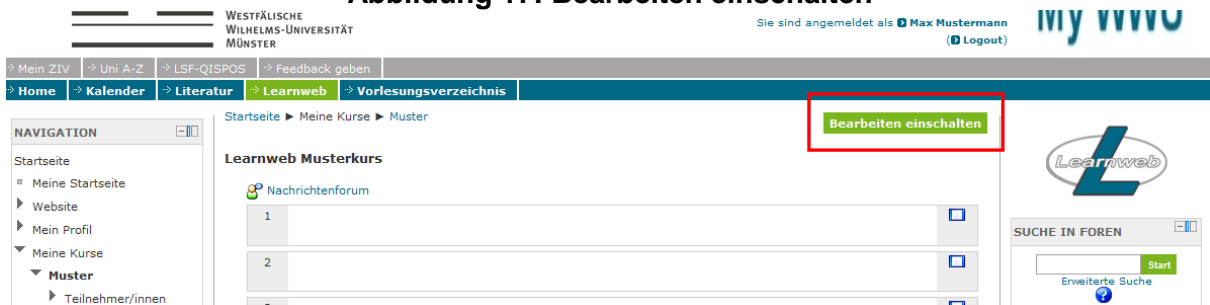 Abbildung 17: Bearbeiten einschalten
WESTFÄLISCHE
WILHELMS-UNIVERSITÄT
MÜNSTER
Sie sind angemeldet als Max Mustermann
(Logout)
My WWU
Mein ZIV Uni A-Z LSF-QISPOS Feedback geben
Home Kalender Literatur Learnweb Vorlesungsverzeichnis
NAVIGATION
Startseite
Meine Startseite
Website
Mein Profil
Meine Kurse
Muster
Teilnehmer/innen
Startseite ► Meine Kurse ► Muster
Bearbeiten einschalten
Learnweb Musterkurs
Nachrichtenforum
1
2
Learnweb
SUCHE IN FOREN
Start
Erweiterte Suche